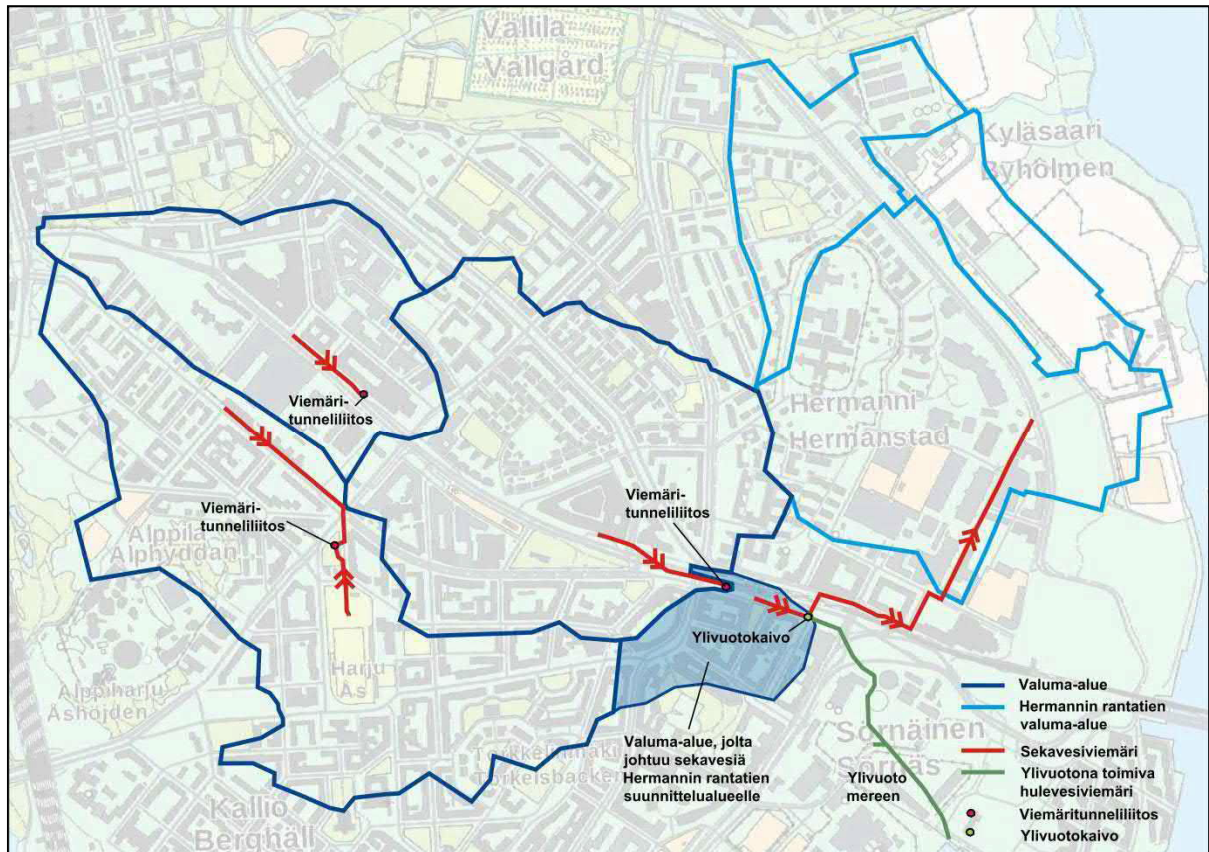 Vallila
Vallgård
Kyläsaari
Byholmen
Hermanni
Hermanstad
Viemäri-
tunneliliitos
Viemäri-
tunneliliitos
Viemäri-
tunneliliitos
Alppila
Alphyddan
Ylivuotokaivo
Harju
Ås
Alppiharju
Åshöjden
Valuma-alue, jolta
johtuu sekavesiä
Hermannin rantatien
suunnittelualueelle
Sörnäinen
Sörnäs
Kallio
Berghäll
Ylivuoto
mereen
Valuma-alue
Hermannin rantatien
valuma-alue
Sekavesiviemäri
Ylivuotona toimiva
hulevesiviemäri
Viemäritunneliliitos
Ylivuotokaivo